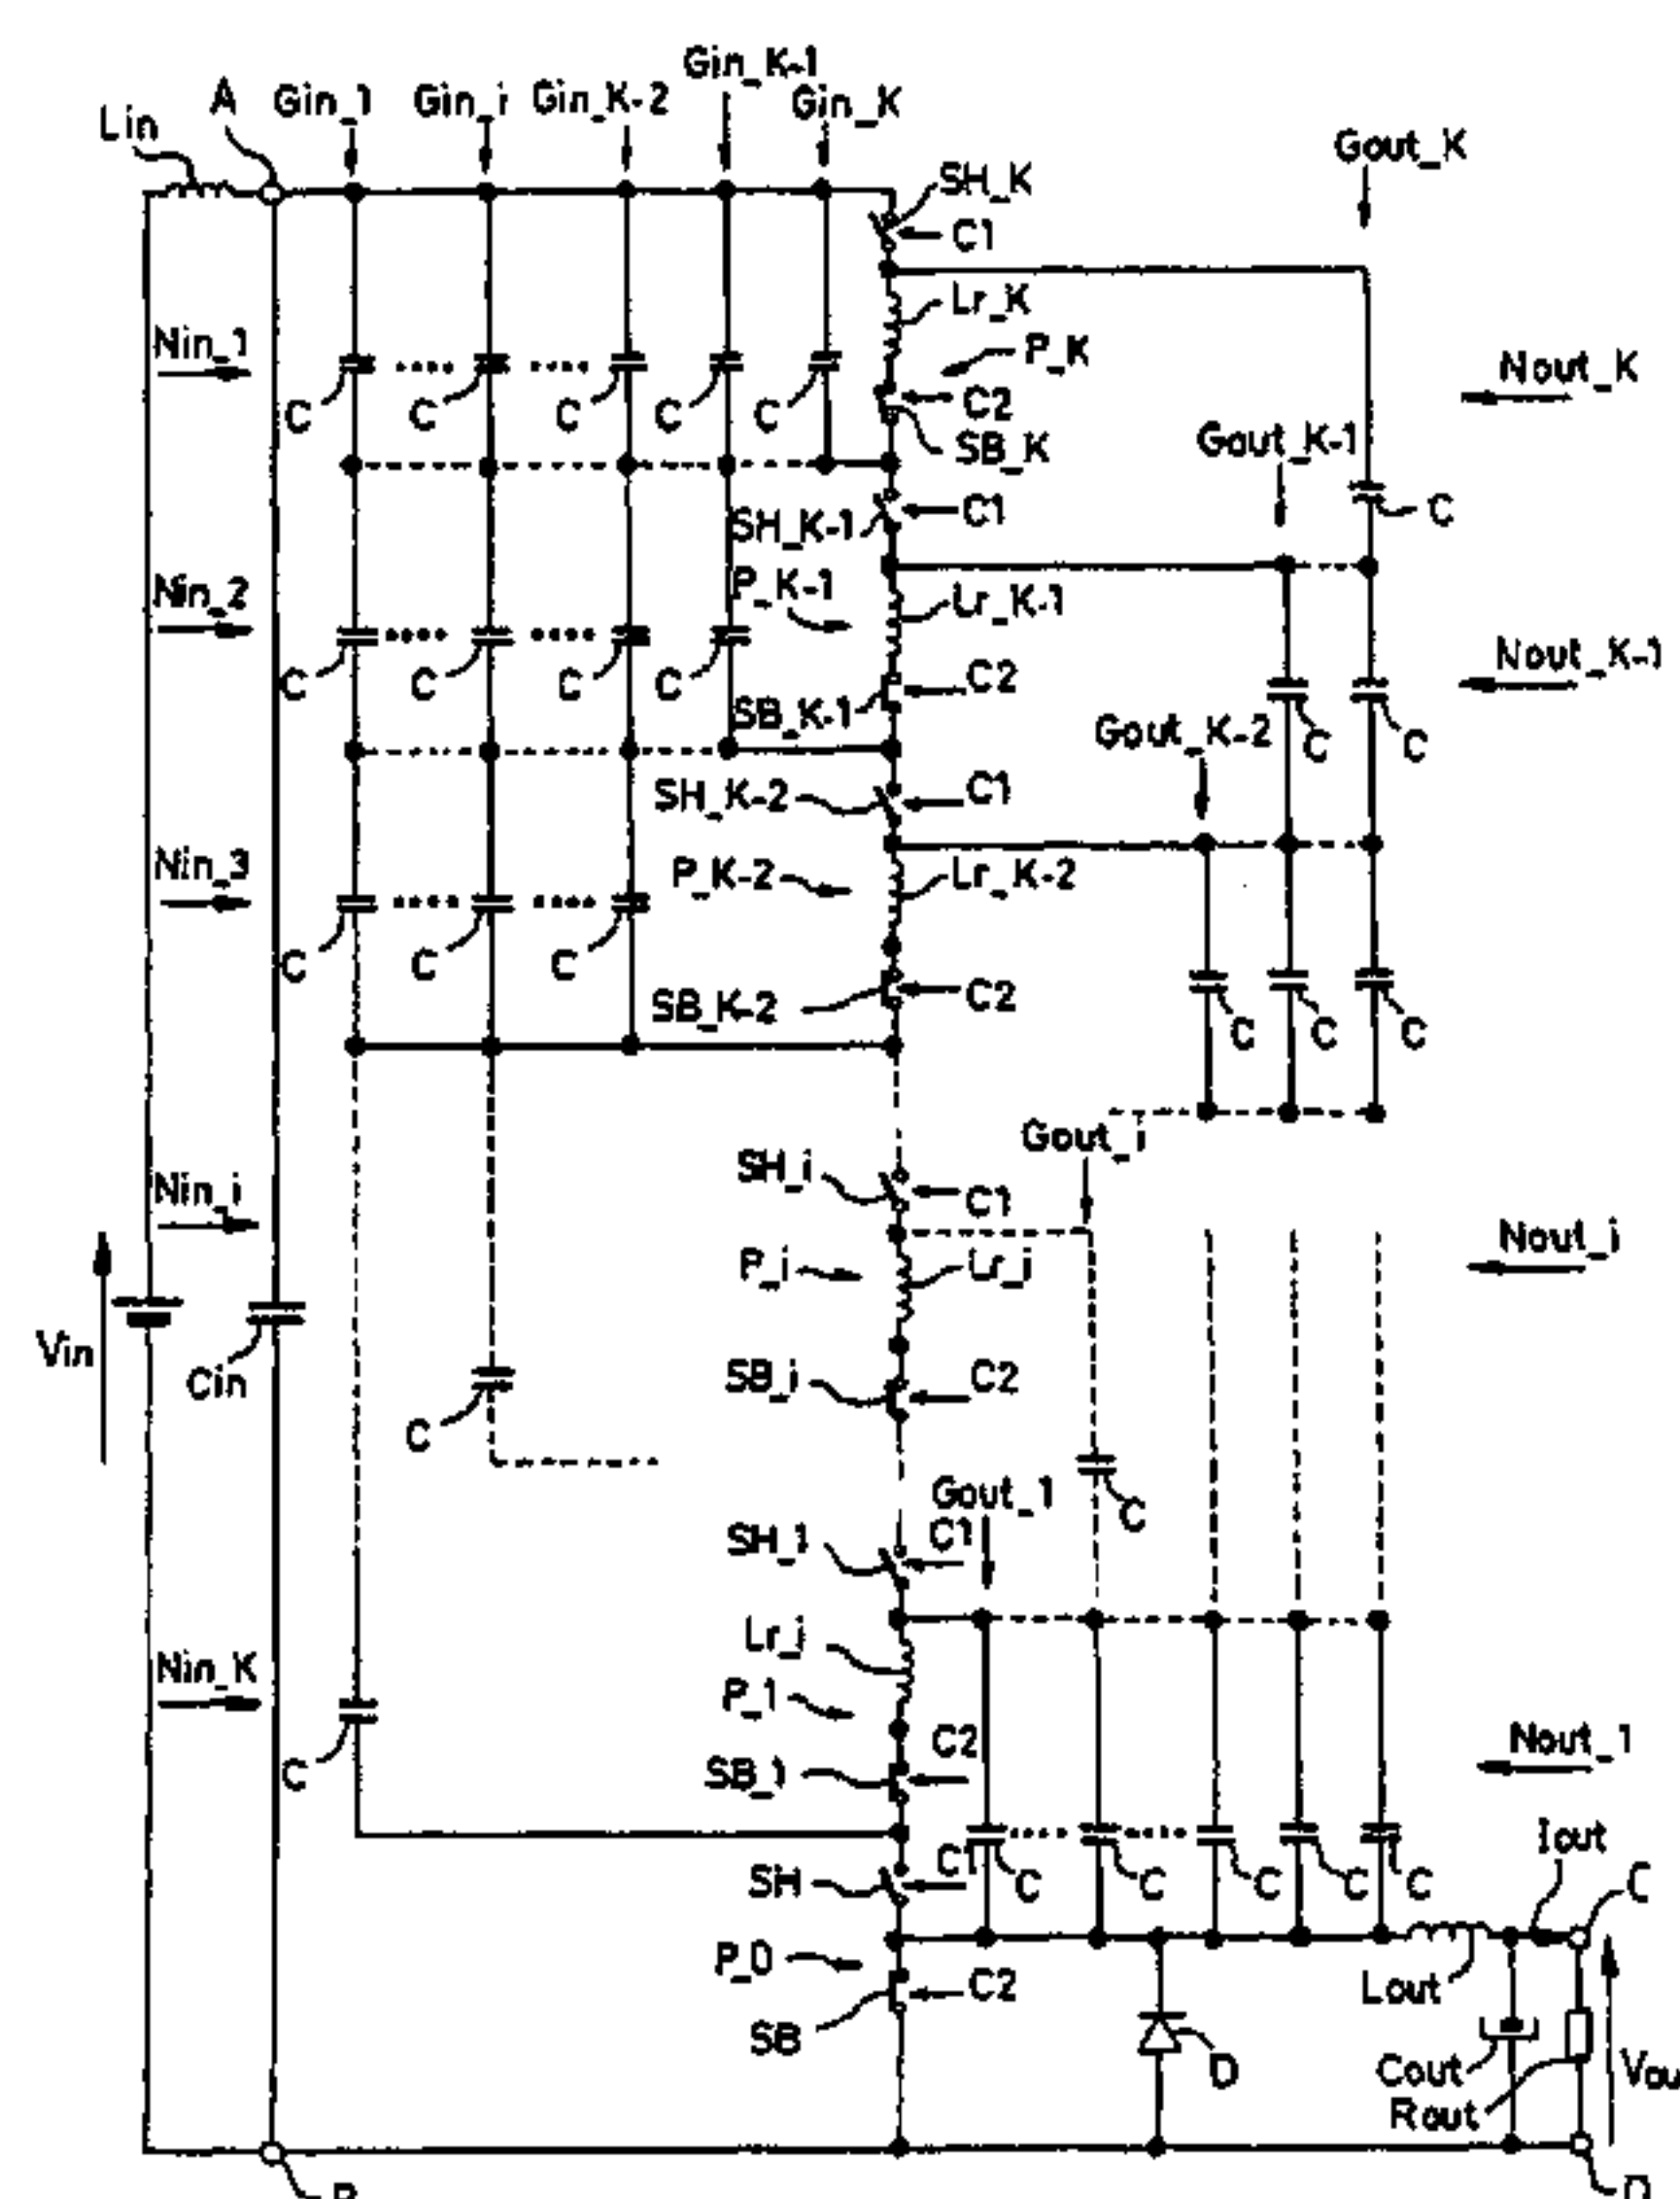 Gin_K-1
A Gin_1 Gin_i Gin_K-2 Gin_K
Lin
Gout_K
SH_K
C1
Lr_K
Nin_1 P_K
Nout_K
C C C C C C2
Gout_K-1
SB_K
SH_K-1 C1 C
Nin_2 P_K-1 Lr_K-1
Nout_K-1
C C C C C2
SB_K-1
Gout_K-2 C C
SH_K-2 C1
Nin_3 P_K-2 Lr_K-2
C C C
SB_K-2 C2
C C C
Gout_i
SH_i
Nin_i C1
Nout_i
P_i Lr_i
Vin
Cin SB_i C2
C
Gout_1
C
SH_1 C1
Lr_i
Nin_K
P_1
C2
Nout_1
C SB_1
Iout
C1
SH C C C C C C
P_0 C2
Lout
SB
D Cout Vou
Rout